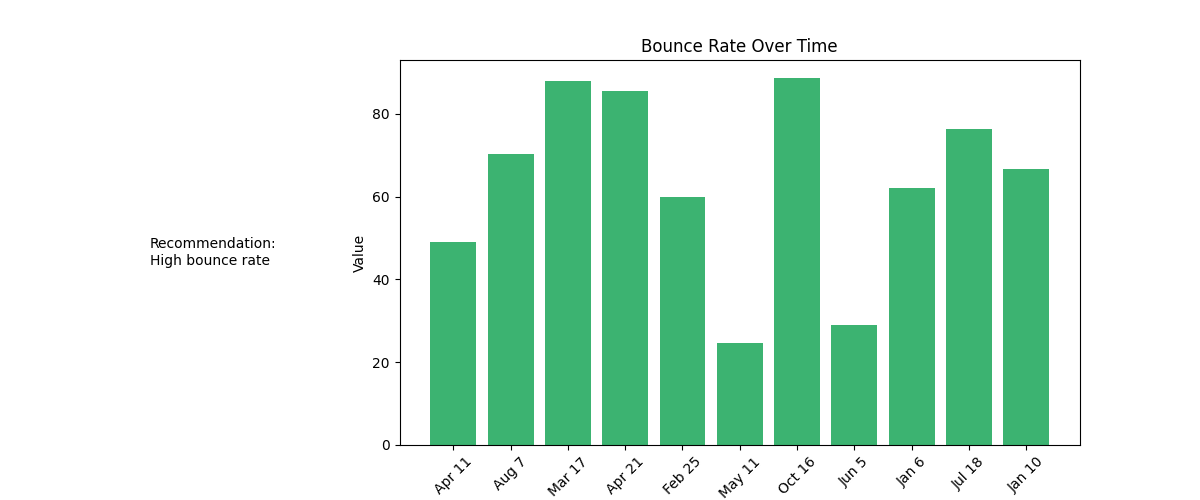 Bounce Rate Over Time
Recommendation:
High bounce rate
Value
80
60
40
20
0
Apr 11
Aug 7
Mar 17
Apr 21
Feb 25
May 11
Oct 16
Jun 5
Jan 6
Jul 18
Jan 10